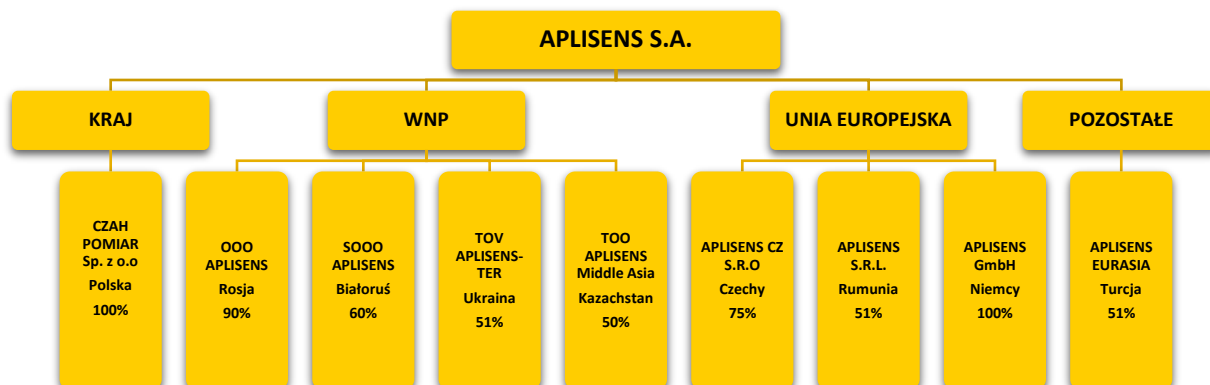 APLISENS S.A.
KRAJ
WNP
UNIA EUROPEJSKA
POZOSTAŁE
CZAH
POMIAR
Sp. z o.o
Polska
100%
OOO
APLISENS
Rosja
90%
SOOO
APLISENS
Białoruś
60%
TOV
APLISENS-
TER
Ukraina
51%
TOO
APLISENS
Middle Asia
Kazachstan
50%
APLISENS CZ
S.R.O
Czechy
75%
APLISENS
S.R.L.
Rumunia
51%
APLISENS
GmbH
Niemcy
100%
APLISENS
EURASIA
Turcja
51%